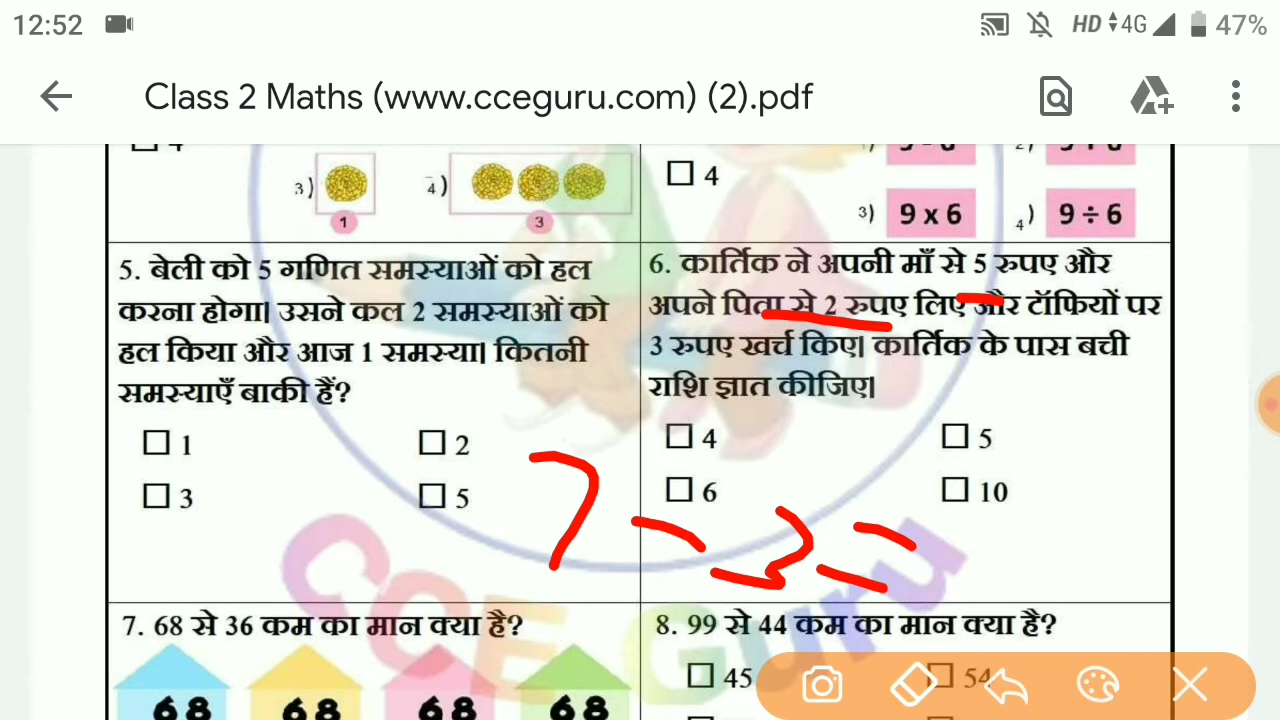 12:52
HD 4G 47%
Class 2 Maths (www.cceguru.com) (2).pdf
3) 1
4) 3
4
3) 9 x 6
4) 9 ÷ 6
5. बेली को 5 गणित समस्याओं को हल
करना होगा। उसने कल 2 समस्याओं को
हल किया और आज 1 समस्या। कितनी
समस्याएँ बाकी हैं?
1 2
3 5
6. कार्तिक ने अपनी माँ से 5 रुपए और
अपने पिता से 2 रुपए लिए और टॉफियों पर
3 रुपए खर्च किए। कार्तिक के पास बची
राशि ज्ञात कीजिए।
4 5
6 10
7 - 3 =
7. 68 से 36 कम का मान क्या है?
68 68 68 68
8. 99 से 44 कम का मान क्या है?
45 54
CCE Guru